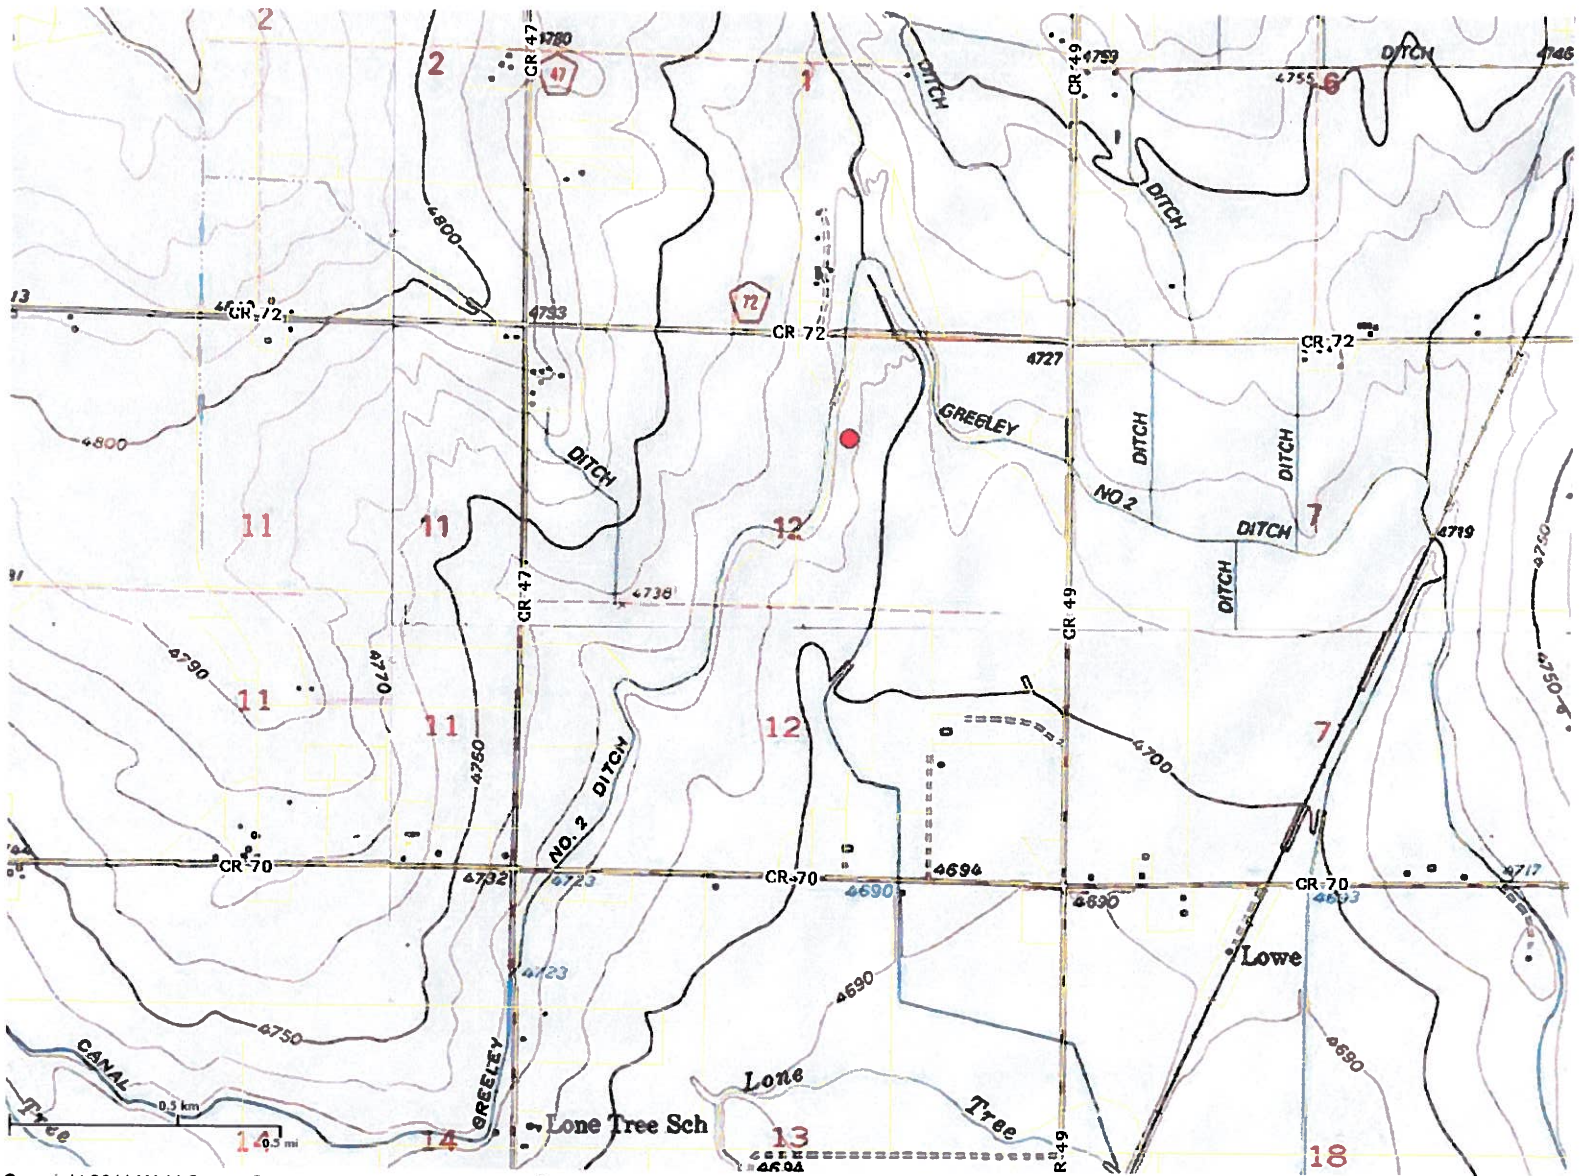 2
2
CR 47
4780
47
1
DITCH
CR 49
4759
4755
6
DITCH
4746
4800
DITCH
13
CR 72
4793
72
CR 72
4727
CR 72
4800
GREELEY
DITCH
DITCH
DITCH
11
11
12
NO 2
DITCH
7
4719
4750
CR 47
4738
CR 49
DITCH
4790
4770
4750
11
11
12
7
4760
DITCH
NO. 2
4700
CR 70
4732
4723
CR 70
4690
4694
4690
CR 70
4693
4717
4723
Lowe
4690
4750
CANAL
GREELEY
4690
Lone
Tree
Tree
0.5 km
0.5 mi
14
14
Lone Tree Sch
13
4694
CR 49
18